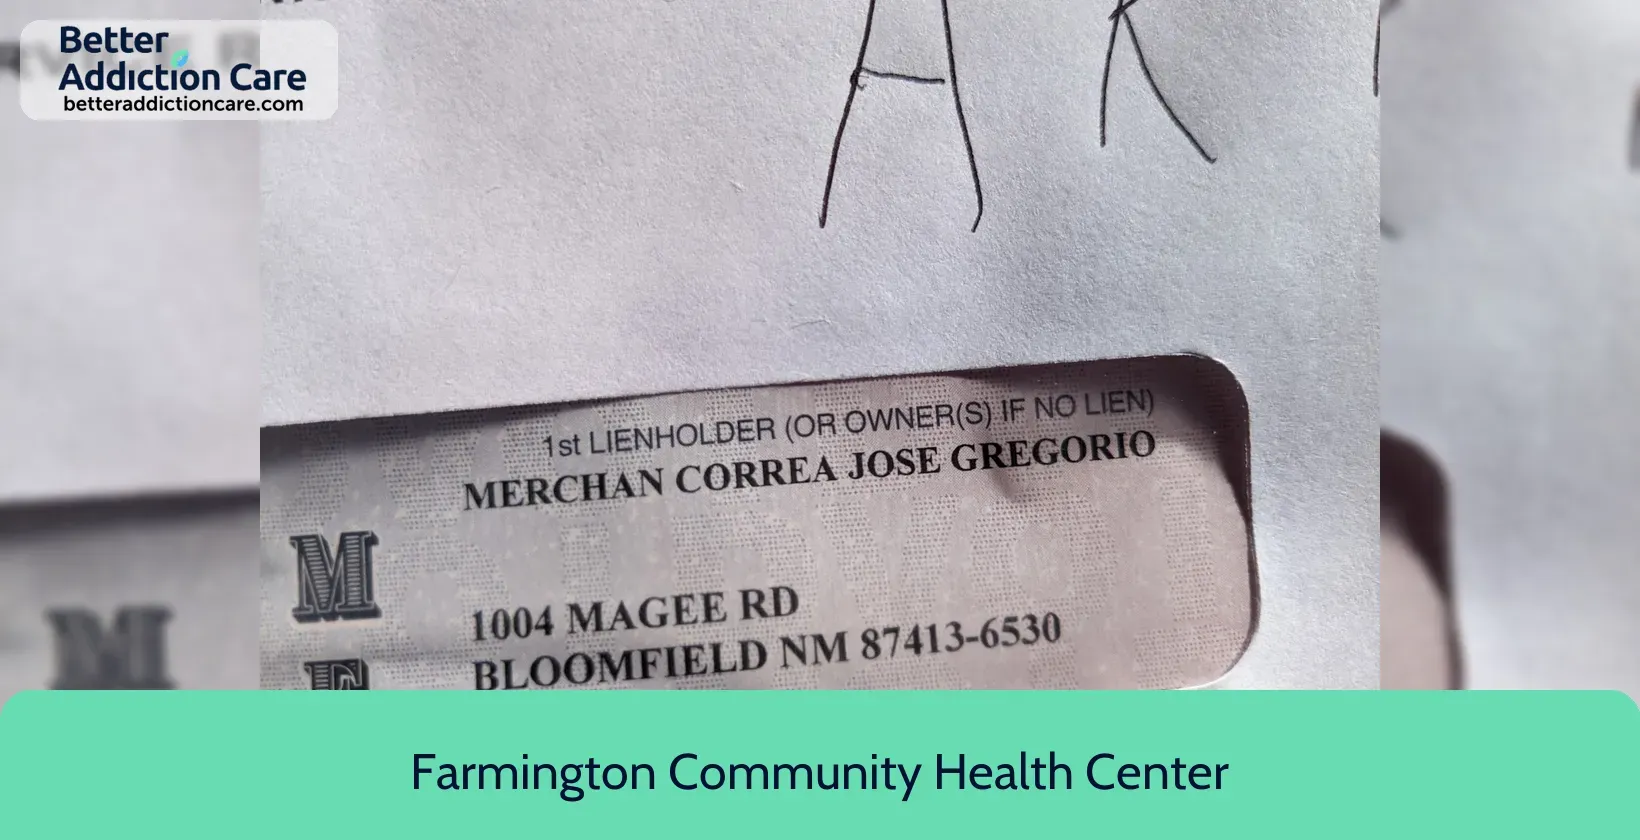 Better
Addiction Care
betteraddictioncare.com
A K
1st LIENHOLDER (OR OWNER(S) IF NO LIEN)
MERCHAN CORREA JOSE GREGORIO
M
1004 MAGEE RD
BLOOMFIELD NM 87413-6530
F
Farmington Community Health Center